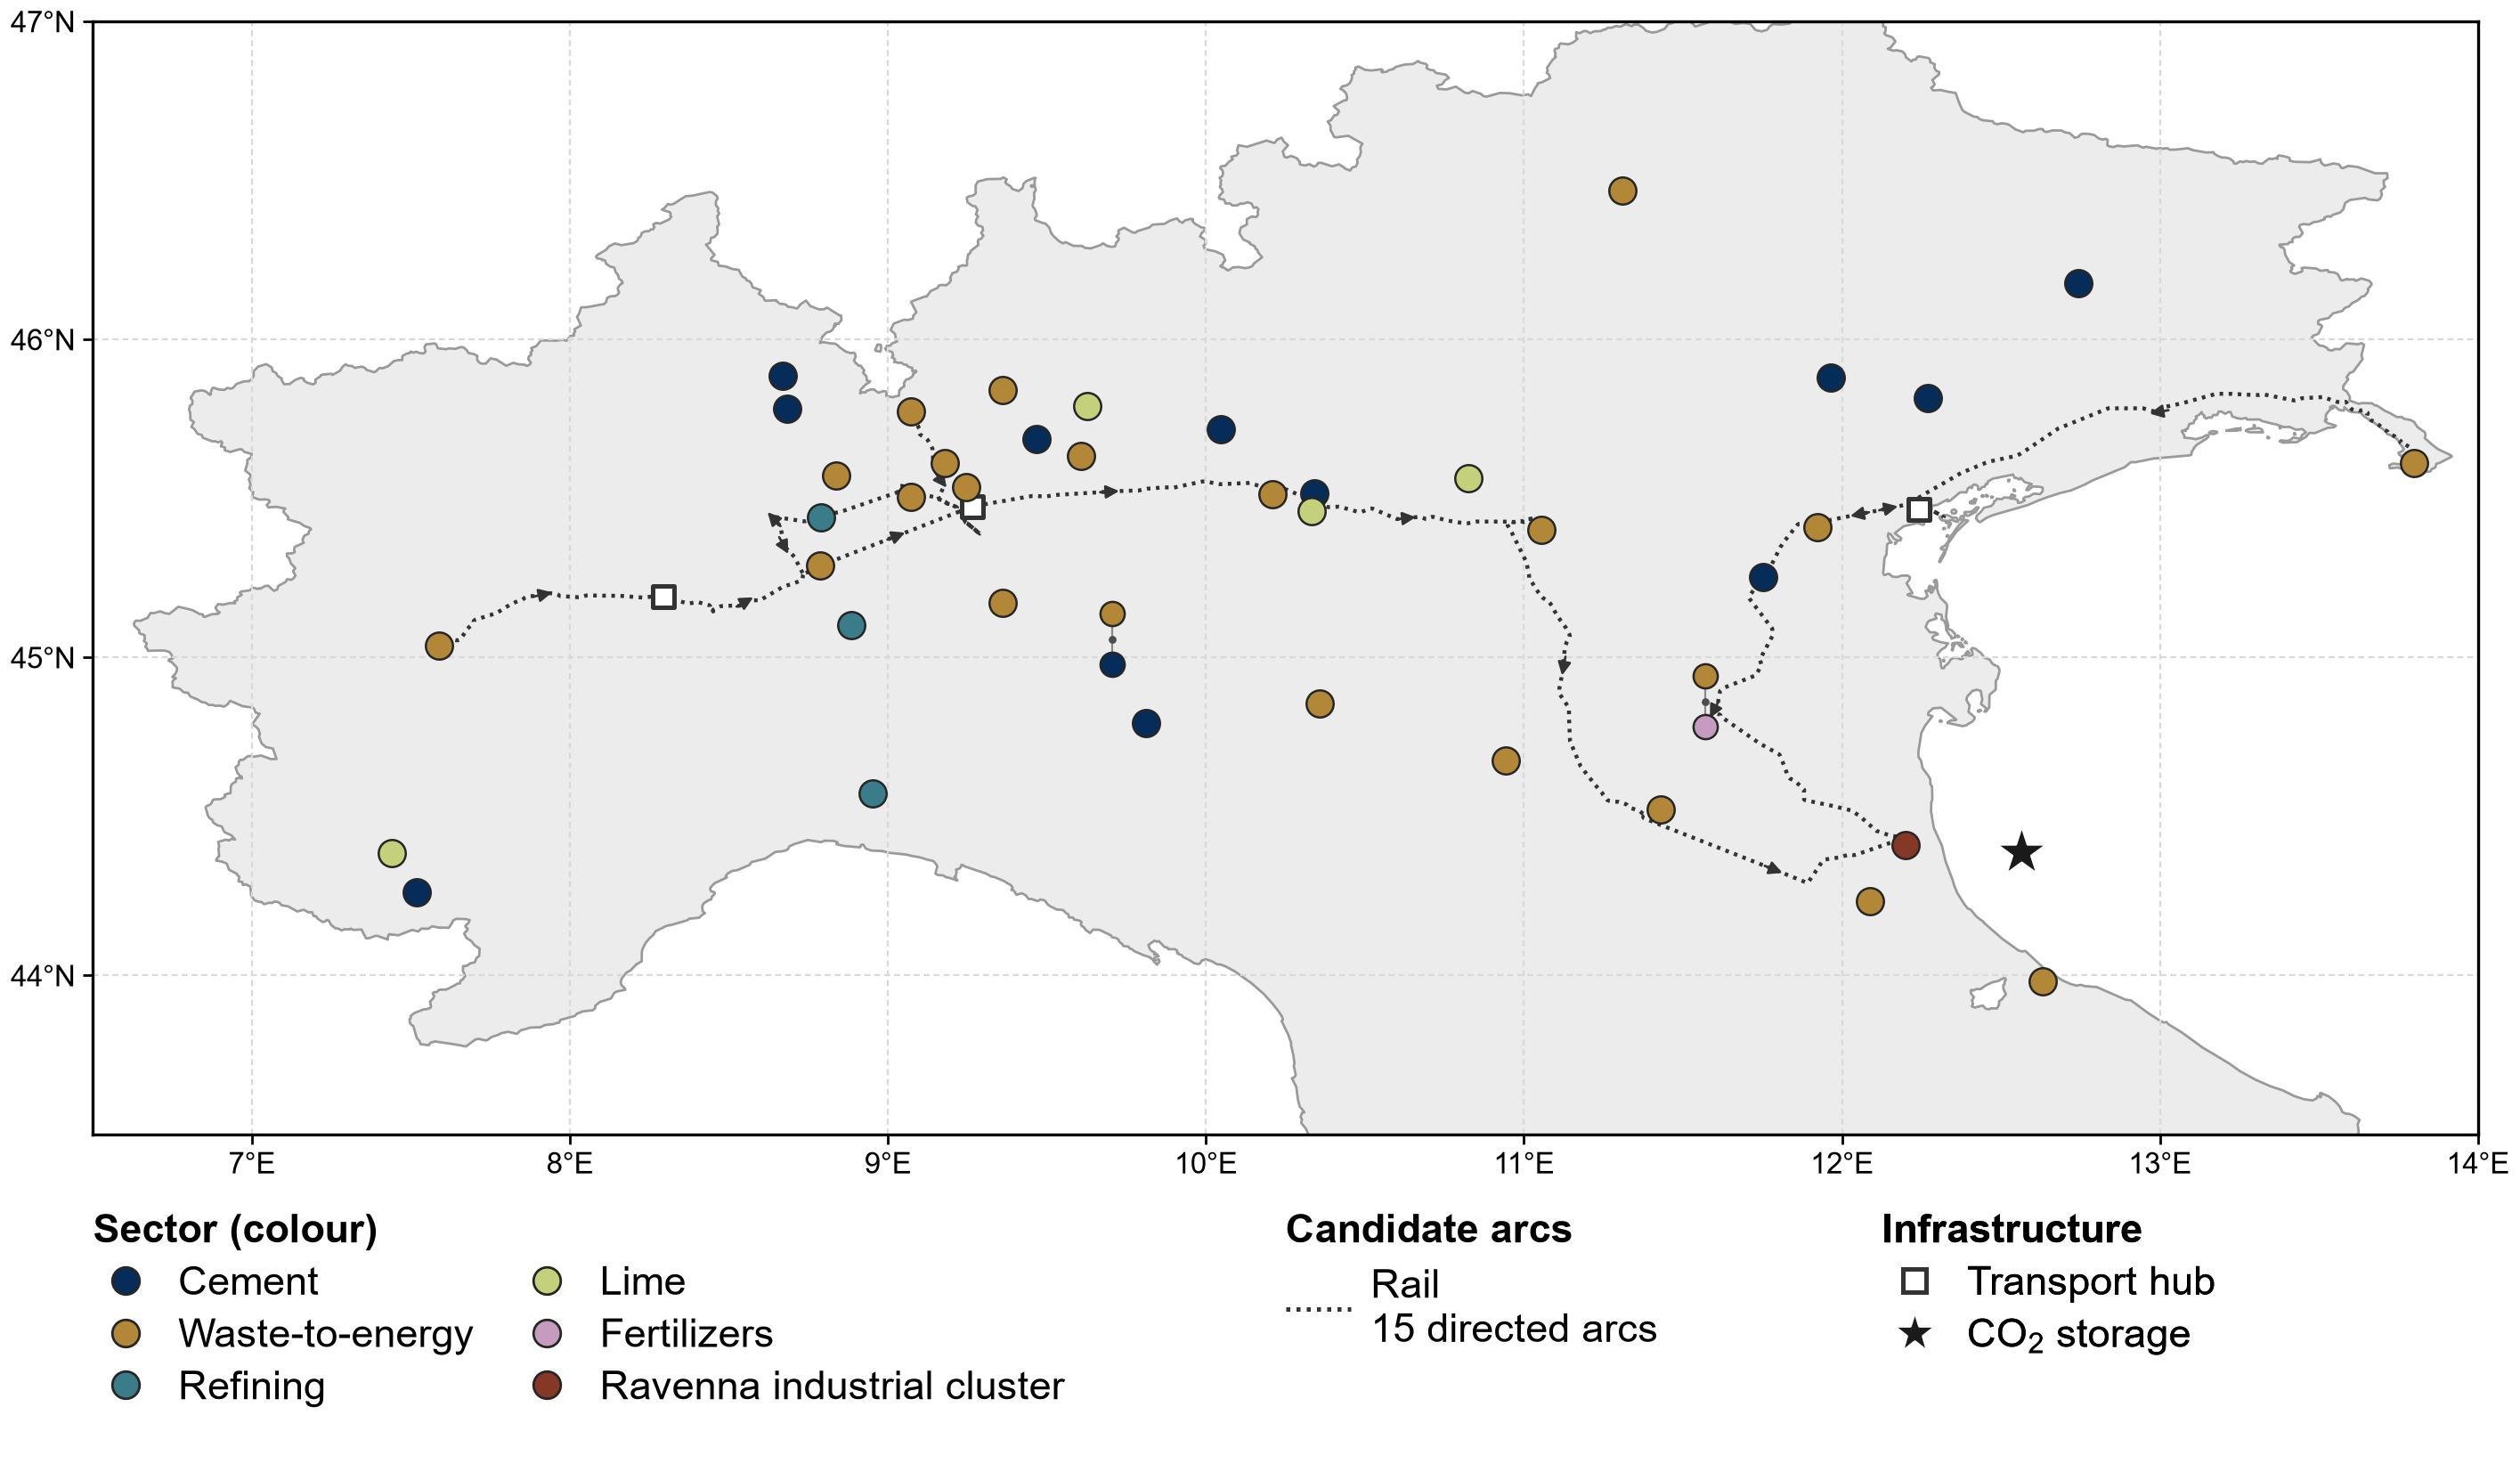 47°N
46°N
45°N
44°N
7°E 8°E 9°E 10°E 11°E 12°E 13°E 14°E
Sector (colour)
Cement
Waste-to-energy
Refining
Lime
Fertilizers
Ravenna industrial cluster
Candidate arcs
Rail
15 directed arcs
Infrastructure
Transport hub
CO₂ storage